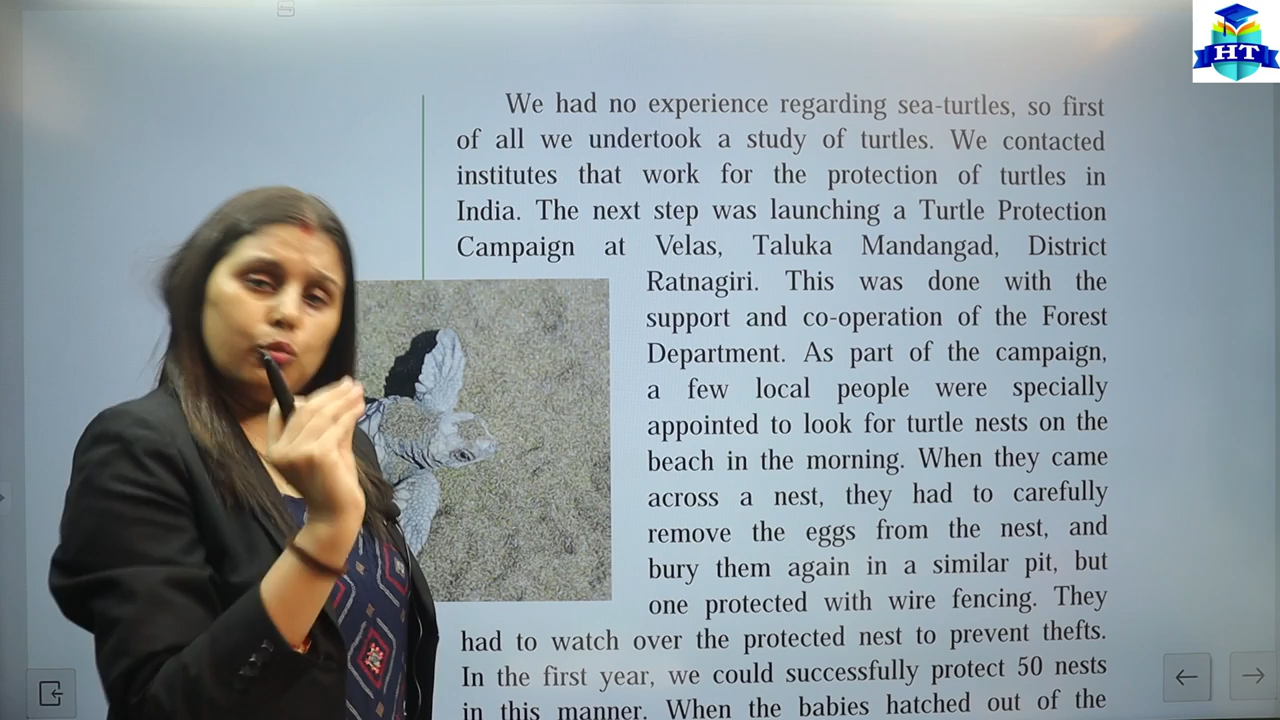 HT
We had no experience regarding sea-turtles, so first
of all we undertook a study of turtles. We contacted
institutes that work for the protection of turtles in
India. The next step was launching a Turtle Protection
Campaign at Velas, Taluka Mandangad, District
Ratnagiri. This was done with the
support and co-operation of the Forest
Department. As part of the campaign,
a few local people were specially
appointed to look for turtle nests on the
beach in the morning. When they came
across a nest, they had to carefully
remove the eggs from the nest, and
bury them again in a similar pit, but
one protected with wire fencing. They
had to watch over the protected nest to prevent thefts.
In the first year, we could successfully protect 50 nests
in this manner. When the babies hatched out of the